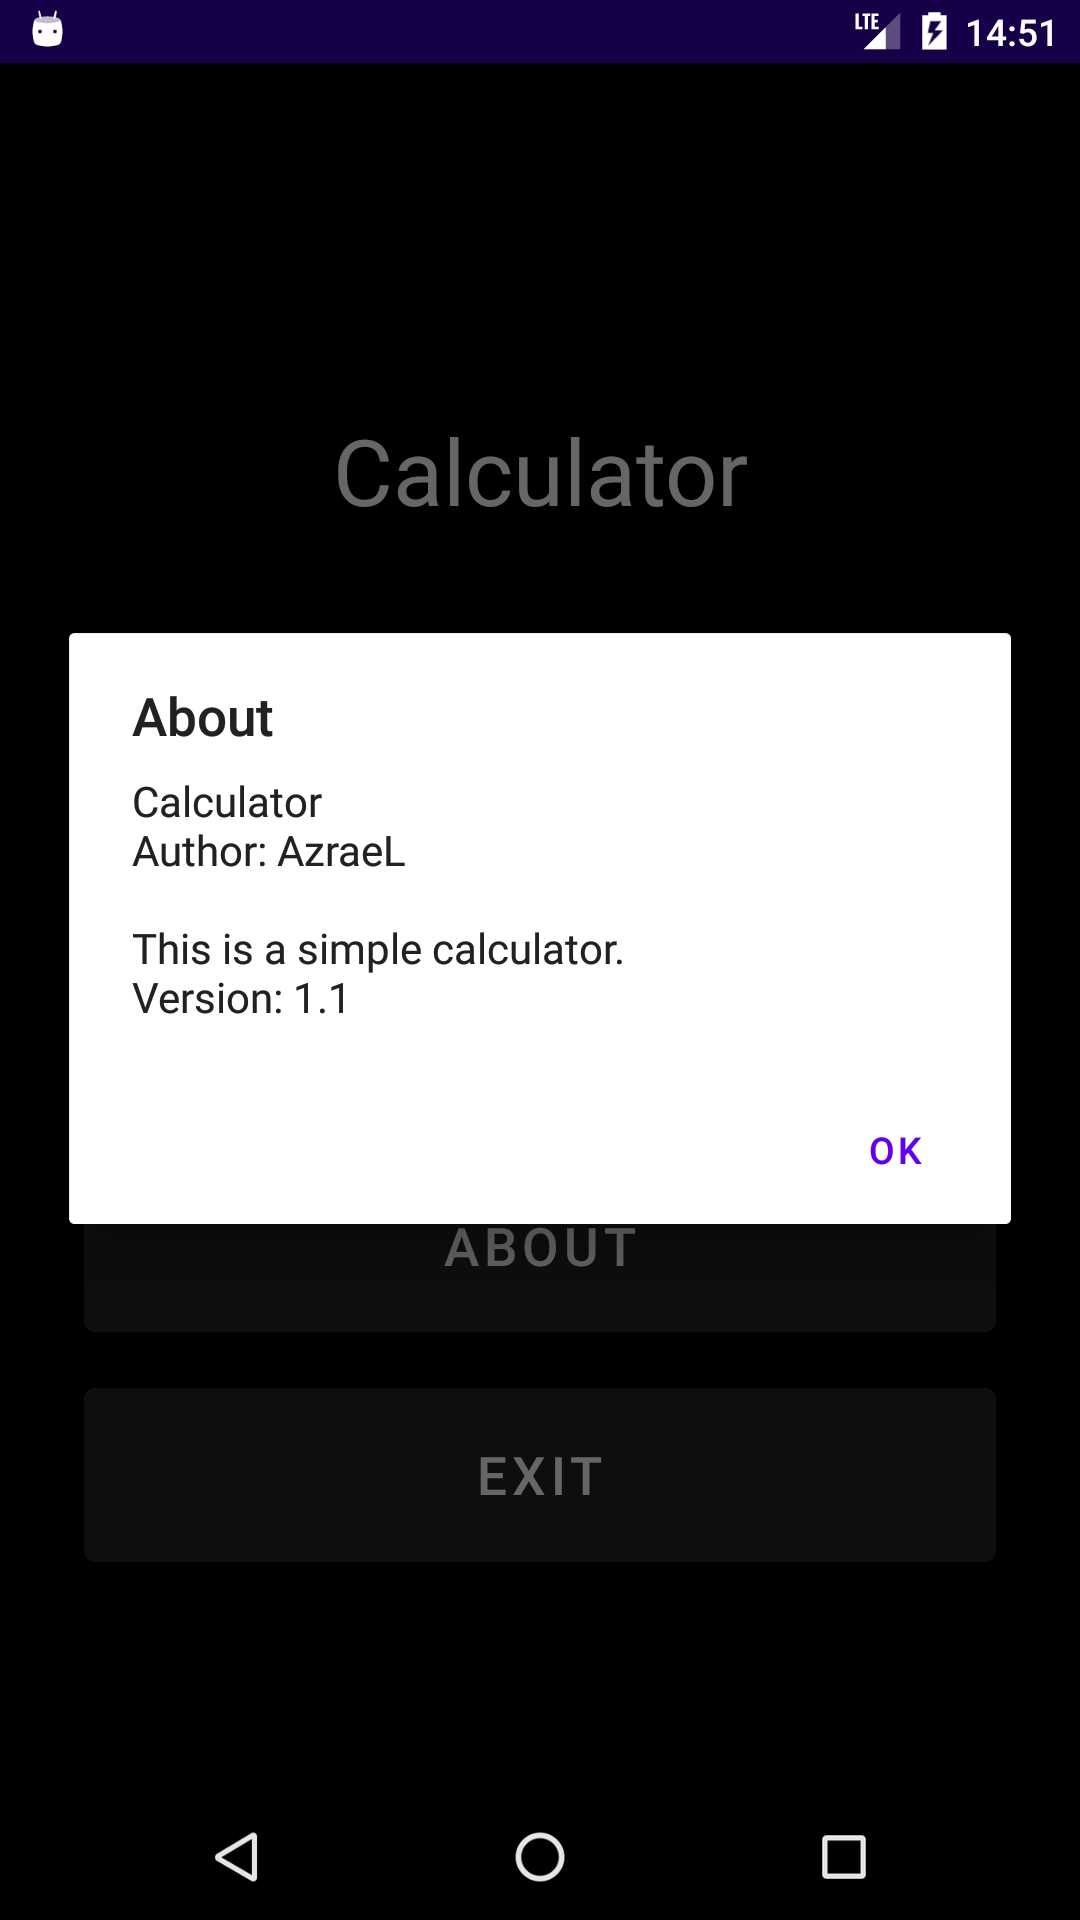 LTE 14:51
Calculator
About
Calculator
Author: AzraeL
This is a simple calculator.
Version: 1.1
OK
ABOUT
EXIT